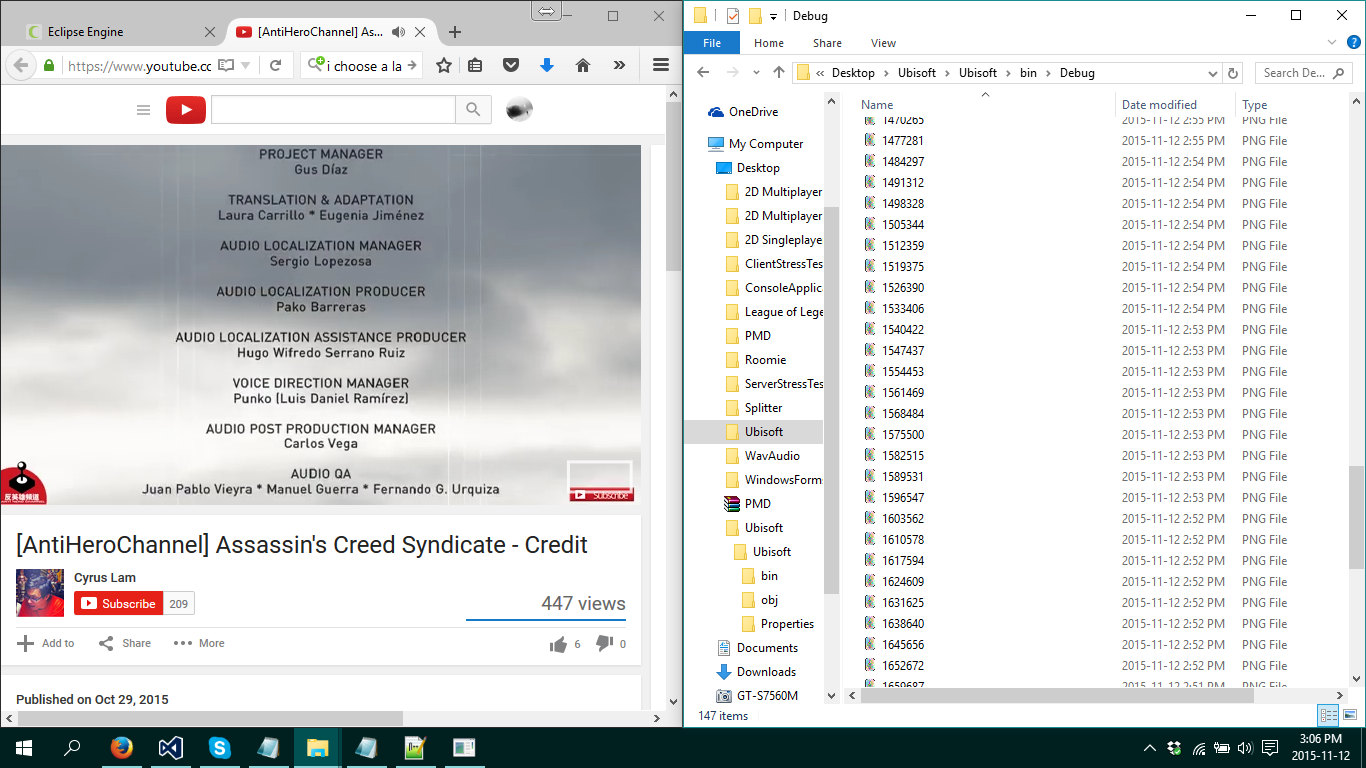 Eclipse Engine
[AntiHeroChannel] As...
https://www.youtube.cc
i choose a la
PROJECT MANAGER
Gus Díaz
TRANSLATION & ADAPTATION
Laura Carrillo * Eugenia Jiménez
AUDIO LOCALIZATION MANAGER
Sergio Lopezosa
AUDIO LOCALIZATION PRODUCER
Pako Barreras
AUDIO LOCALIZATION ASSISTANCE PRODUCER
Hugo Wifredo Serrano Ruiz
VOICE DIRECTION MANAGER
Punko (Luis Daniel Ramírez)
AUDIO POST PRODUCTION MANAGER
Carlos Vega
AUDIO QA
Juan Pablo Vieyra * Manuel Guerra * Fernando G. Urquiza
反英雄頻道
Subscribe
[AntiHeroChannel] Assassin's Creed Syndicate - Credit
Cyrus Lam
Subscribe 209
447 views
Add to Share More 6 0
Published on Oct 29, 2015
Debug
File Home Share View
« Desktop Ubisoft Ubisoft bin Debug
Search De...
OneDrive
My Computer
Desktop
2D Multiplayer
2D Multiplayer
2D Singleplaye
ClientStressTes
ConsoleApplic
League of Lege
PMD
Roomie
ServerStressTes
Splitter
Ubisoft
WavAudio
WindowsForm
PMD
Ubisoft
Ubisoft
bin
obj
Properties
Documents
Downloads
GT-S7560M
Name Date modified Type
1470265 2015-11-12 2:55 PM PNG File
1477281 2015-11-12 2:55 PM PNG File
1484297 2015-11-12 2:54 PM PNG File
1491312 2015-11-12 2:54 PM PNG File
1498328 2015-11-12 2:54 PM PNG File
1505344 2015-11-12 2:54 PM PNG File
1512359 2015-11-12 2:54 PM PNG File
1519375 2015-11-12 2:54 PM PNG File
1526390 2015-11-12 2:54 PM PNG File
1533406 2015-11-12 2:54 PM PNG File
1540422 2015-11-12 2:53 PM PNG File
1547437 2015-11-12 2:53 PM PNG File
1554453 2015-11-12 2:53 PM PNG File
1561469 2015-11-12 2:53 PM PNG File
1568484 2015-11-12 2:53 PM PNG File
1575500 2015-11-12 2:53 PM PNG File
1582515 2015-11-12 2:53 PM PNG File
1589531 2015-11-12 2:53 PM PNG File
1596547 2015-11-12 2:53 PM PNG File
1603562 2015-11-12 2:52 PM PNG File
1610578 2015-11-12 2:52 PM PNG File
1617594 2015-11-12 2:52 PM PNG File
1624609 2015-11-12 2:52 PM PNG File
1631625 2015-11-12 2:52 PM PNG File
1638640 2015-11-12 2:52 PM PNG File
1645656 2015-11-12 2:52 PM PNG File
1652672 2015-11-12 2:52 PM PNG File
1659687 2015-11-12 2:51 PM PNG File
147 items
3:06 PM
2015-11-12